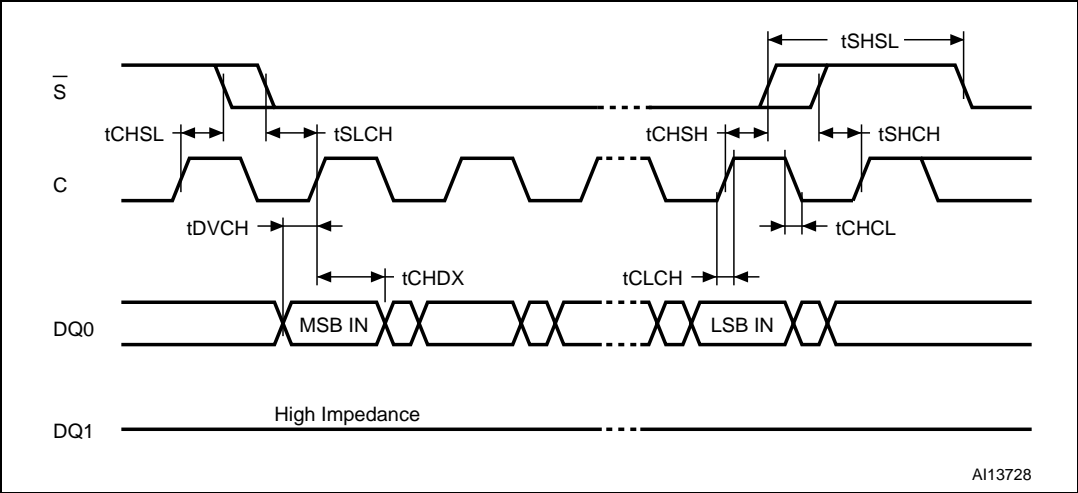 tSHSL
S̅
tCHSL
tSLCH
tCHSH
tSHCH
C
tDVCH
tCHCL
tCHDX
tCLCH
DQ0
MSB IN
LSB IN
High Impedance
DQ1
AI13728